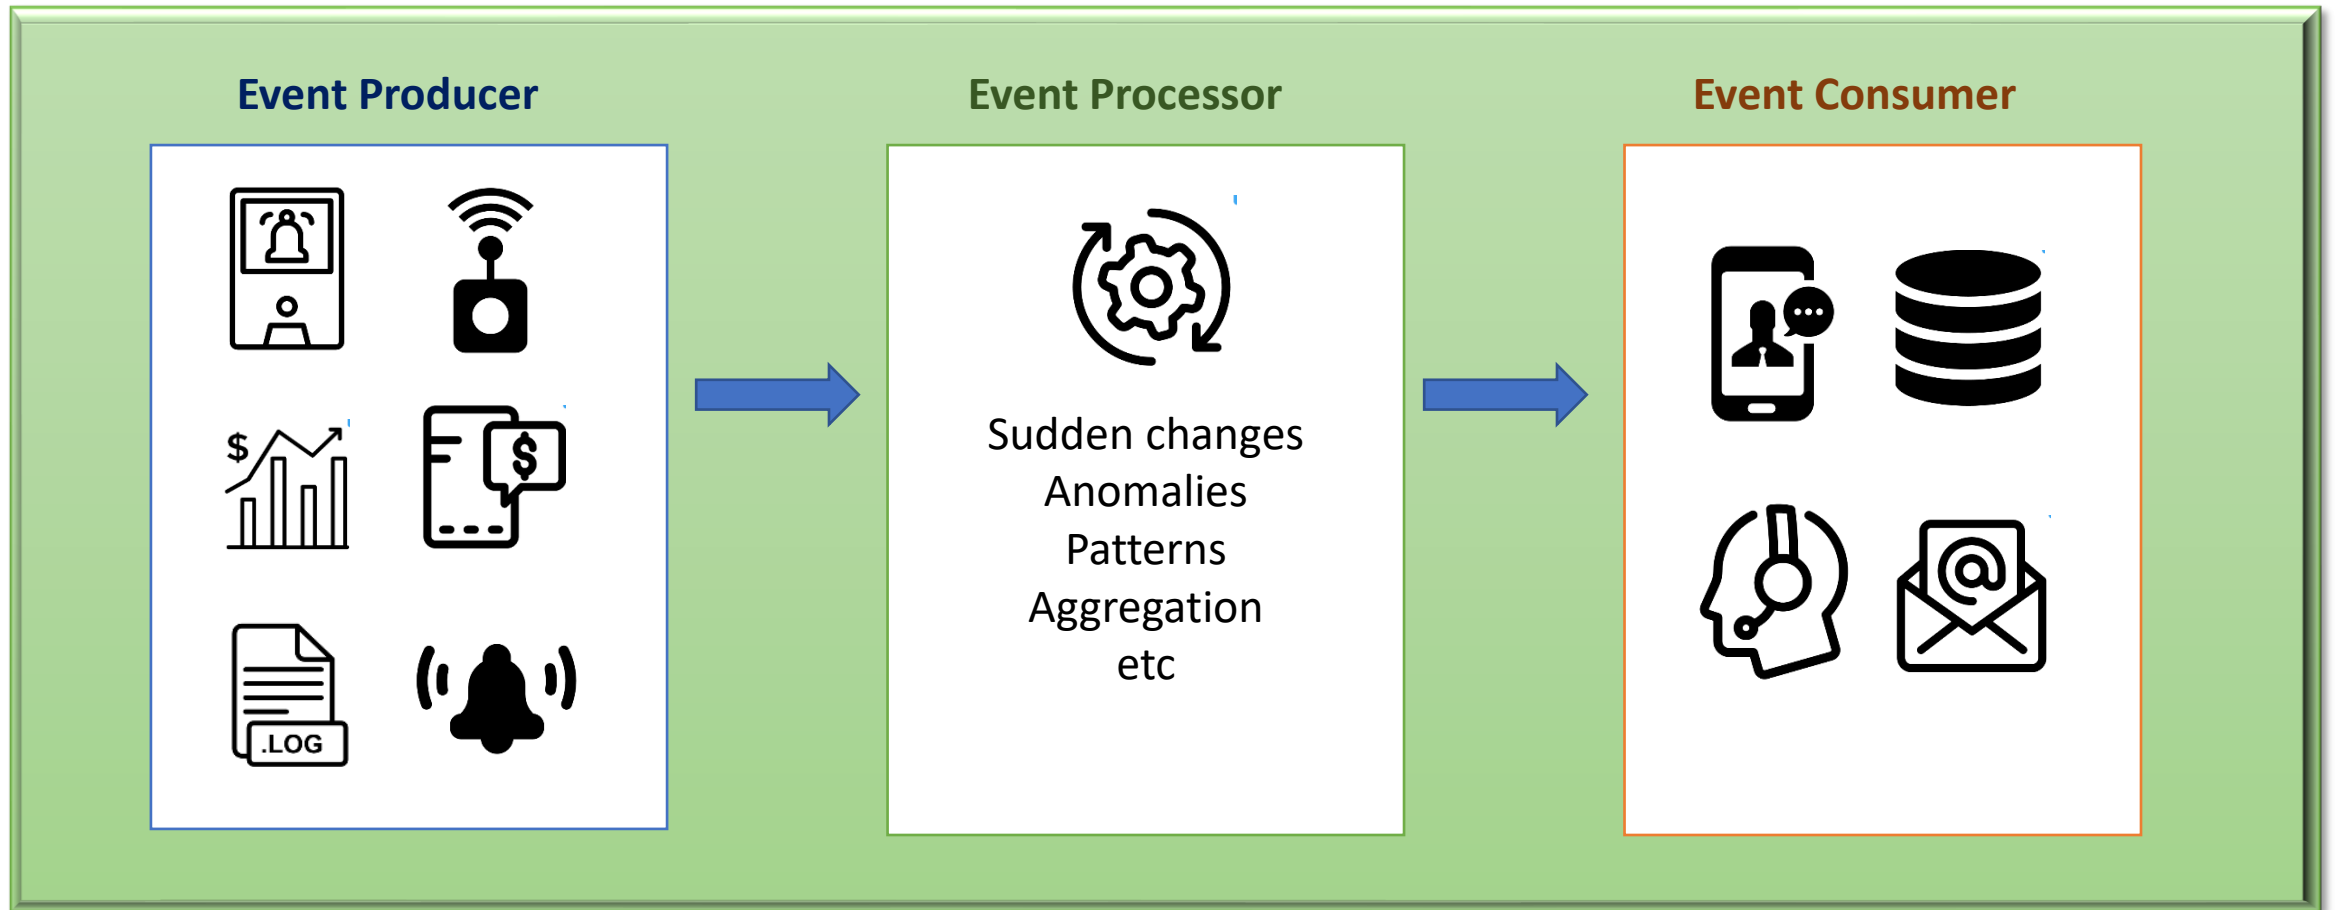 Event Producer
Event Processor
Event Consumer
$
$
.LOG
Sudden changes
Anomalies
Patterns
Aggregation
etc
@